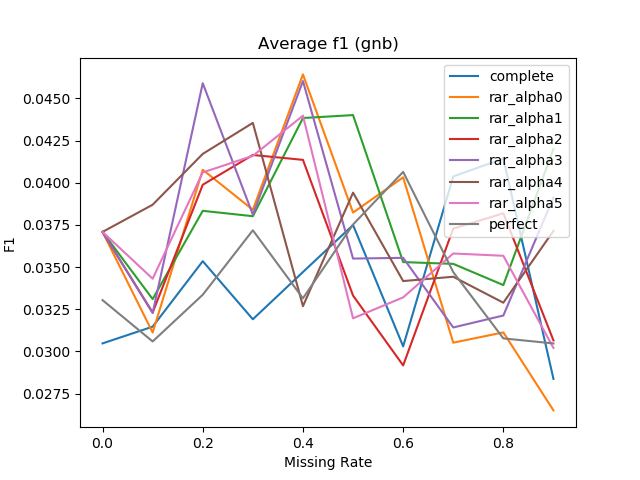 Average f1 (gnb)
complete
rar_alpha0
rar_alpha1
rar_alpha2
rar_alpha3
rar_alpha4
rar_alpha5
perfect
0.0450
0.0425
0.0400
0.0375
0.0350
0.0325
0.0300
0.0275
F1
0.0 0.2 0.4 0.6 0.8
Missing Rate